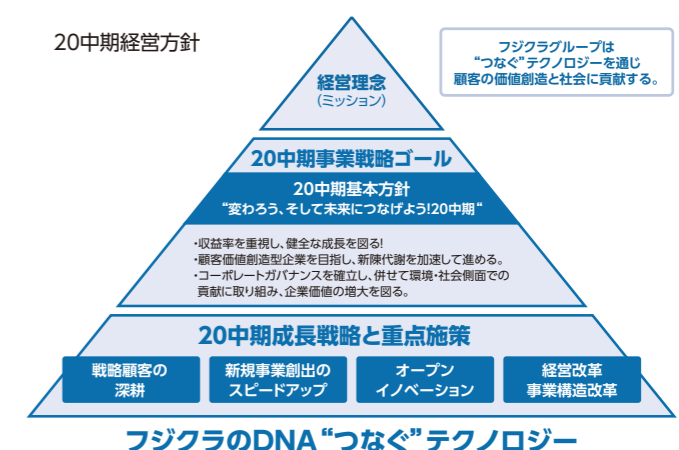 20中期経営方針
フジクラグループは
“つなぐ”テクノロジーを通じ
顧客の価値創造と社会に貢献する。
経営理念
(ミッション)
20中期事業戦略ゴール
20中期基本方針
“変わろう、そして未来につなげよう!20中期“
・収益率を重視し、健全な成長を図る!
・顧客価値創造型企業を目指し、新陳代謝を加速して進める。
・コーポレートガバナンスを確立し、併せて環境・社会側面での
貢献に取り組み、企業価値の増大を図る。
20中期成長戦略と重点施策
戦略顧客の
深耕
新規事業創出の
スピードアップ
オープン
イノベーション
経営改革
事業構造改革
フジクラのDNA“つなぐ”テクノロジー